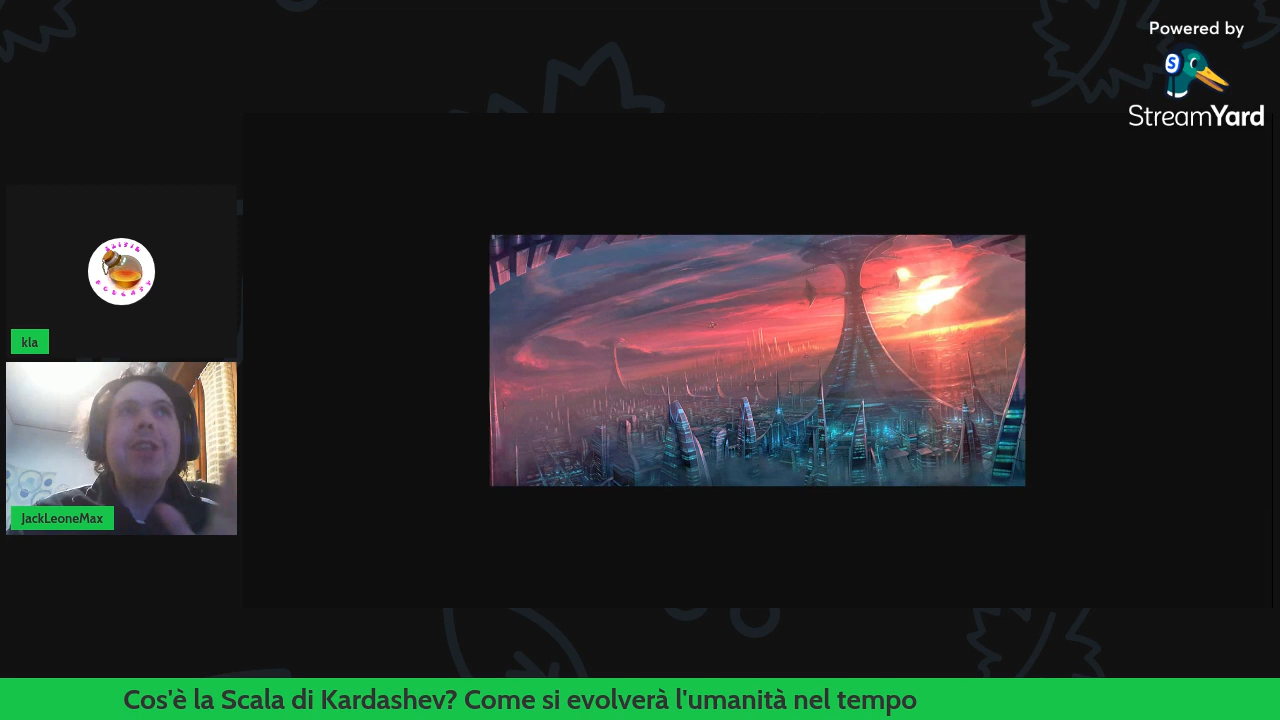 Powered by
StreamYard
kla
JackLeoneMax
Cos'è la Scala di Kardashev? Come si evolverà l'umanità nel tempo